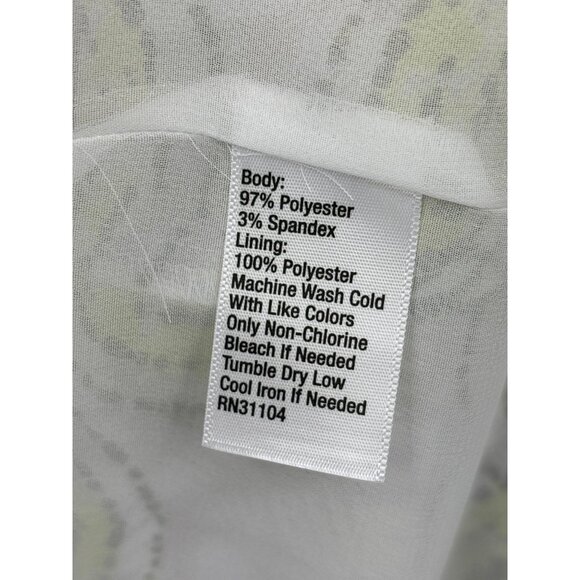 Body:
97% Polyester
3% Spandex
Lining:
100% Polyester
Machine Wash Cold
With Like Colors
Only Non-Chlorine
Bleach If Needed
Tumble Dry Low
Cool Iron If Needed
RN31104